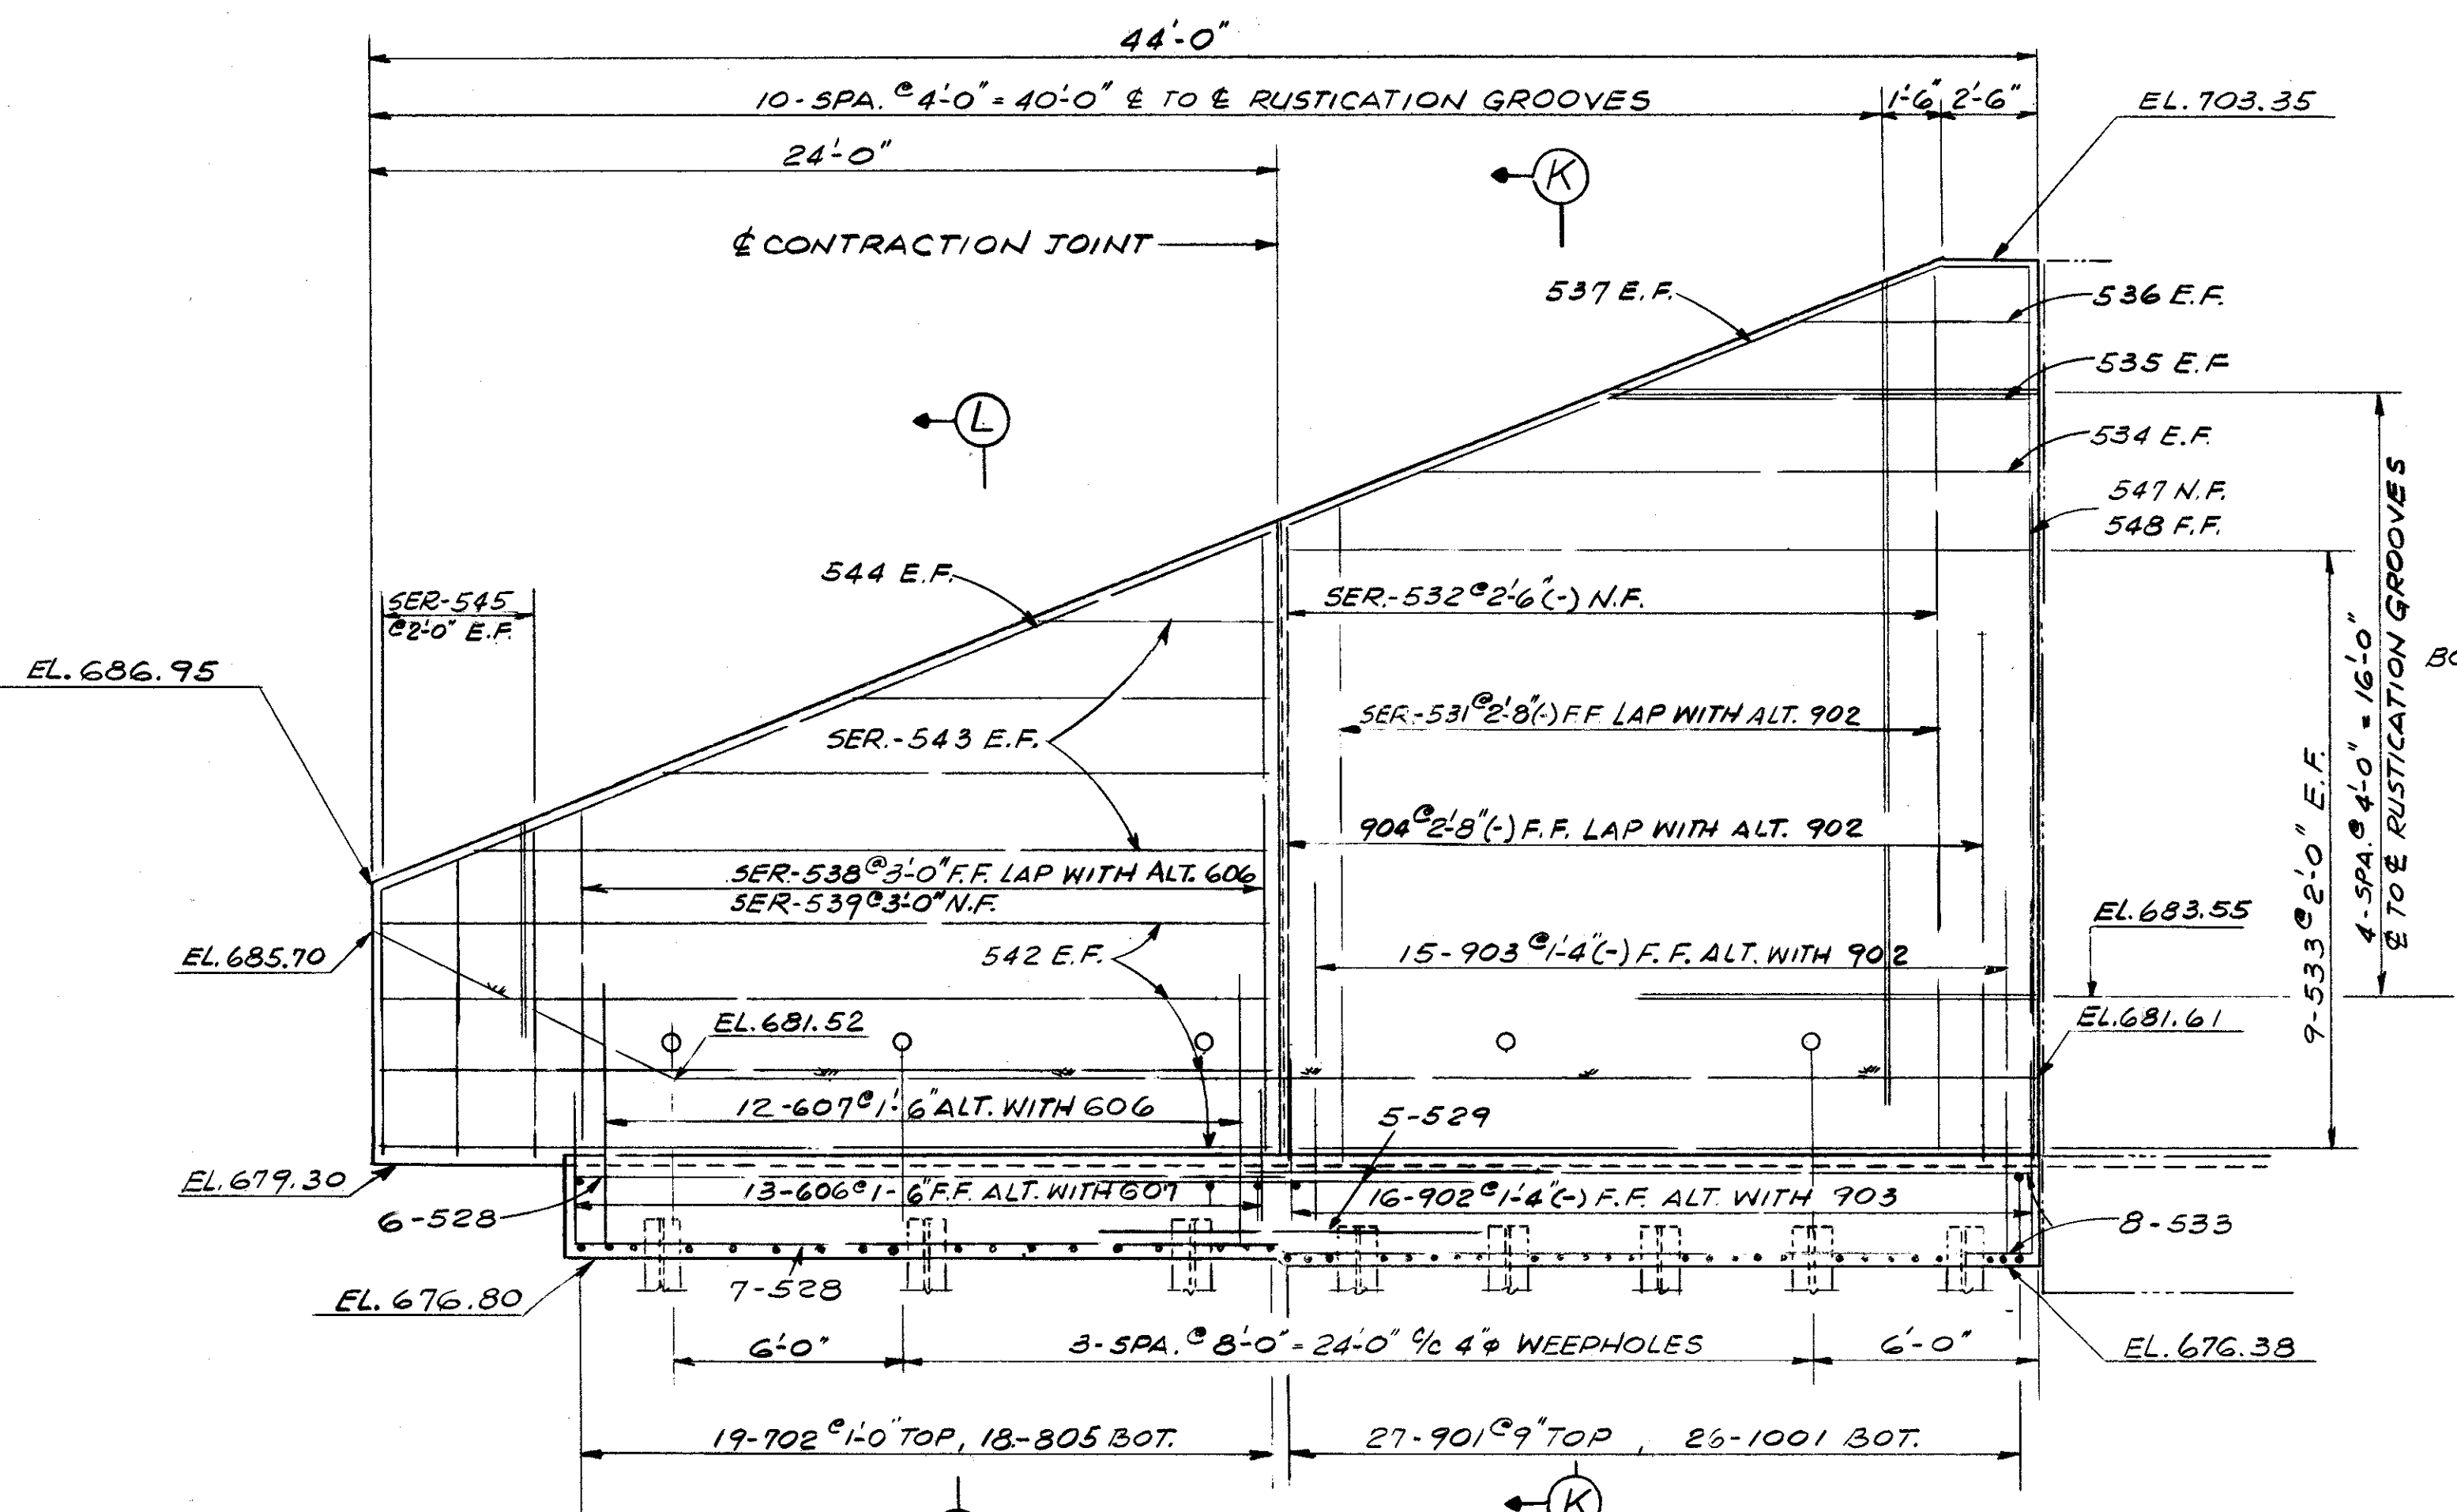 44'-0"
10-SPA. @ 4'-0" = 40'-0" ℄ TO ℄ RUSTICATION GROOVES
1'-6" 2'-6"
EL. 703.35
24'-0"
K
℄ CONTRACTION JOINT
537 E.F.
536 E.F.
535 E.F
L
534 E.F.
547 N.F.
548 F.F.
544 E.F.
SER-545
@2'-0" E.F.
SER.-532 @ 2'-6"(-) N.F.
EL. 686.95
SER.-531 @ 2'-8"(-) F.F. LAP WITH ALT. 902
SER.-543 E.F.
904 @ 2'-8"(-) F.F. LAP WITH ALT. 902
9-533 @ 2'-0" E.F.
4-SPA. @ 4'-0" = 16'-0"
℄ TO ℄ RUSTICATION GROOVES
BO
SER-538 @ 3'-0" F.F. LAP WITH ALT. 606
SER-539 @ 3'-0" N.F.
EL. 683.55
EL. 685.70
542 E.F.
15-903 @ 1'-4"(-) F.F. ALT. WITH 902
EL. 681.52
EL. 681.61
12-607 @ 1'-6" ALT. WITH 606
5-529
EL. 679.30
13-606 @ 1'-6" F.F. ALT. WITH 607
16-902 @ 1'-4"(-) F.F. ALT. WITH 903
6-528
8-533
7-528
EL. 676.80
6'-0"
3-SPA. @ 8'-0" = 24'-0" c/c 4"φ WEEPHOLES
6'-0"
EL. 676.38
19-702 @ 1'-0" TOP, 18-805 BOT.
27-901 @ 9" TOP, 26-1001 BOT.
K